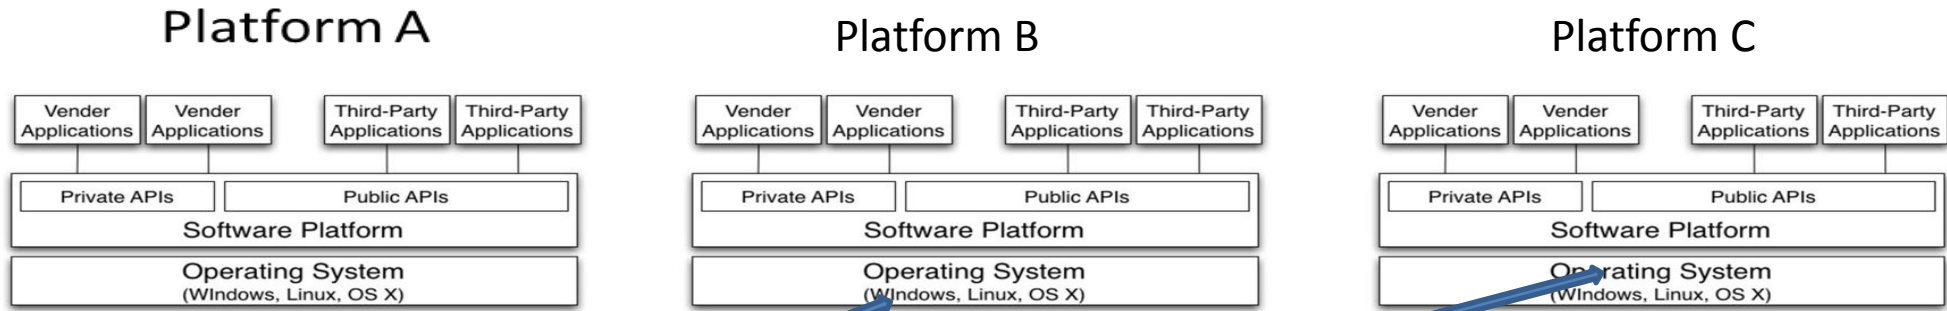 Platform A
Vender Applications
Vender Applications
Third-Party Applications
Third-Party Applications
Private APIs
Public APIs
Software Platform
Operating System
(WIndows, Linux, OS X)
Platform B
Vender Applications
Vender Applications
Third-Party Applications
Third-Party Applications
Private APIs
Public APIs
Software Platform
Operating System
(WIndows, Linux, OS X)
Platform C
Vender Applications
Vender Applications
Third-Party Applications
Third-Party Applications
Private APIs
Public APIs
Software Platform
Operating System
(WIndows, Linux, OS X)